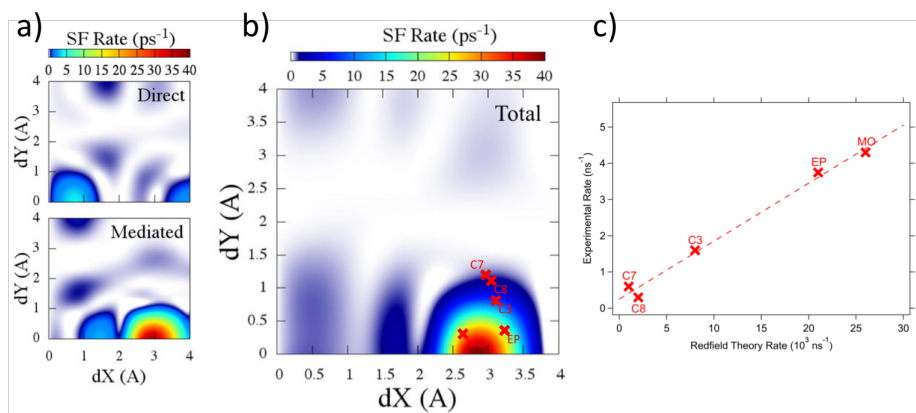 a)
SF Rate (ps⁻¹)
0 5 10 15 20 25 30 35 40
Direct
4
3
2
1
0
dY (A)
Mediated
4
3
2
1
0
dY (A)
0 1 2 3 4
dX (A)
b)
SF Rate (ps⁻¹)
0 5 10 15 20 25 30 35 40
Total
4
3.5
3
2.5
2
1.5
1
0.5
0
dY (A)
C7
C8
C3
EP
0 0.5 1 1.5 2 2.5 3 3.5 4
dX (A)
c)
5
4
3
2
1
0
Experimental Rate (ns⁻¹)
MO
EP
C3
C7
C8
0 5 10 15 20 25 30
Redfield Theory Rate (10³ ns⁻¹)